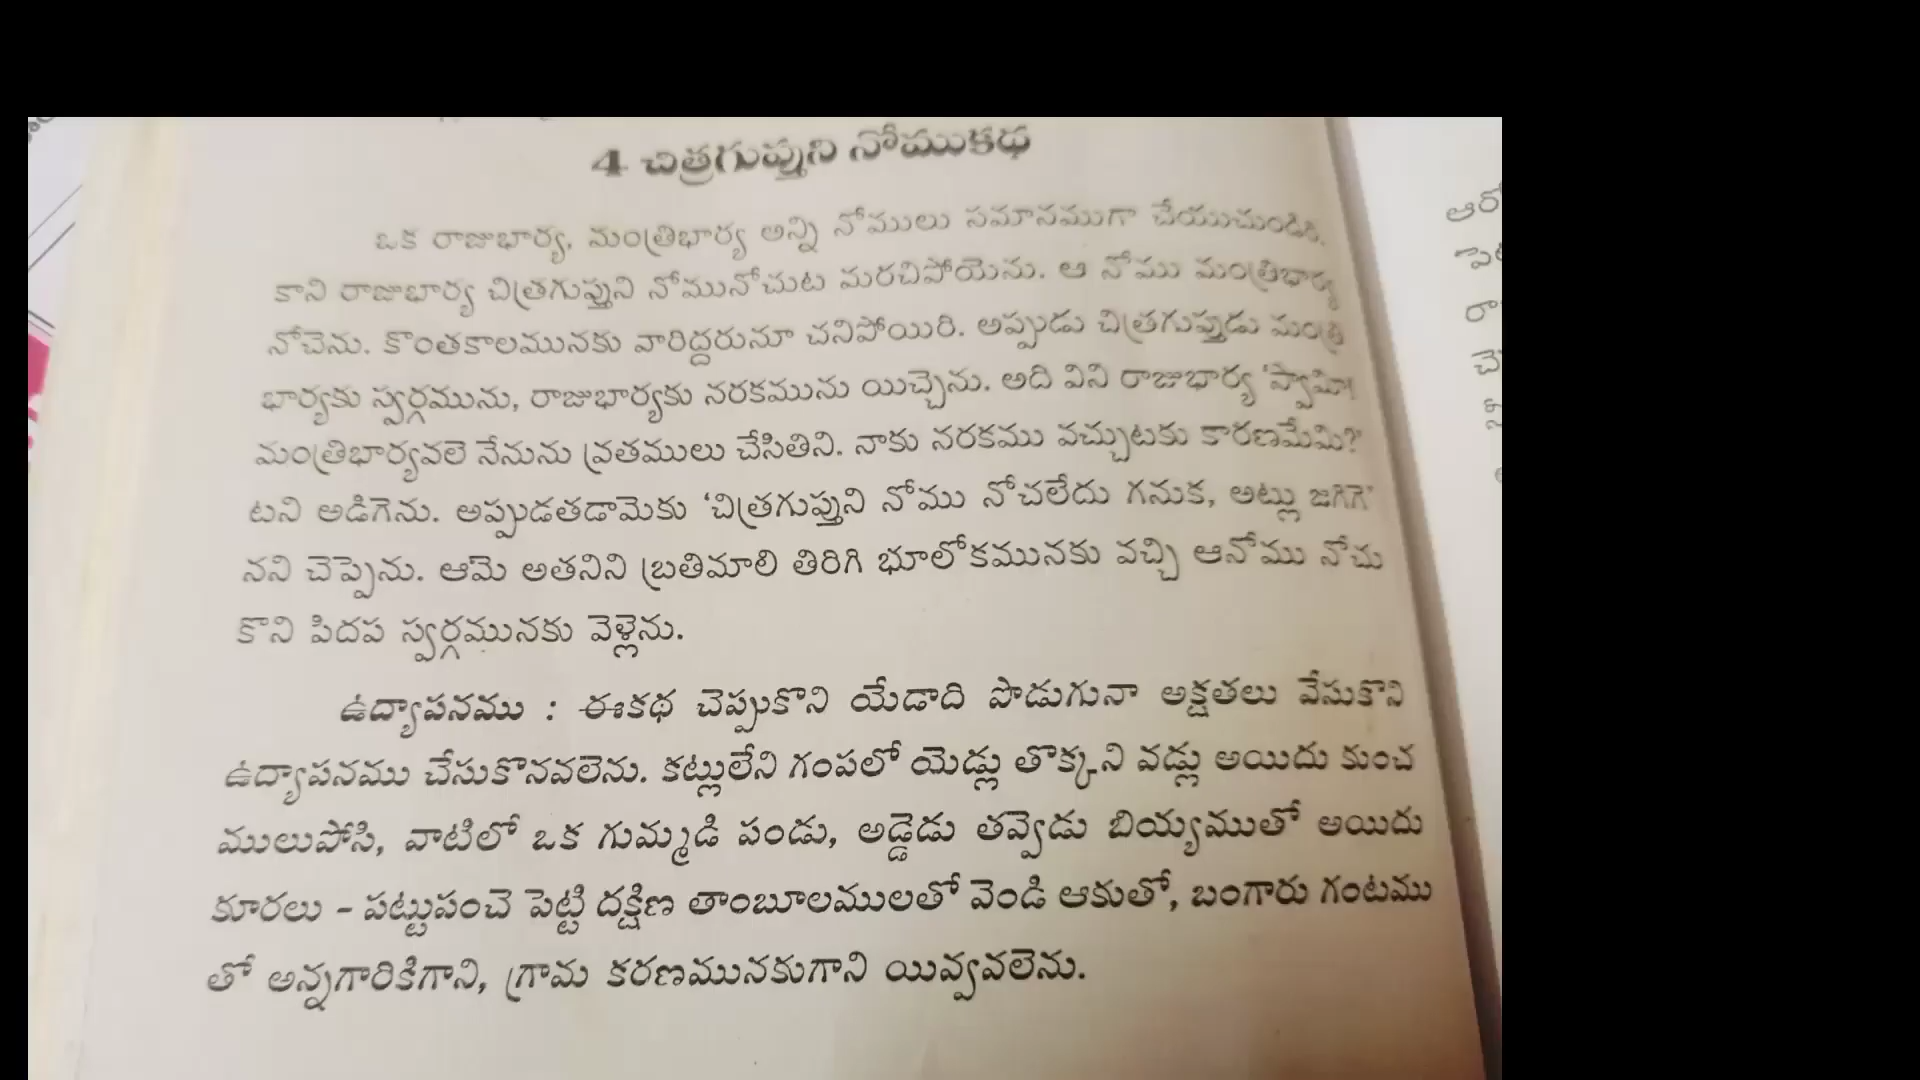 4 చిత్రగుప్తుని నోముకథ
ఒక రాజుభార్య, మంత్రిభార్య అన్ని నోములు సమానముగా చేయుచుండిరి.
కాని రాజుభార్య చిత్రగుప్తుని నోమునోచుట మరచిపోయెను. ఆ నోము మంత్రిభార్య
నోచెను. కొంతకాలమునకు వారిద్దరునూ చనిపోయిరి. అప్పుడు చిత్రగుప్తుడు మంత్రి
భార్యకు స్వర్గమును, రాజుభార్యకు నరకమును యిచ్చెను. అది విని రాజుభార్య 'స్వామీ!
మంత్రిభార్యవలె నేనును వ్రతములు చేసితిని. నాకు నరకము వచ్చుటకు కారణమేమి?'
టని అడిగెను. అప్పుడతడామెకు 'చిత్రగుప్తుని నోము నోచలేదు గనుక, అట్లు జరిగె'
నని చెప్పెను. ఆమె అతనిని బ్రతిమాలి తిరిగి భూలోకమునకు వచ్చి ఆనోము నోచు
కొని పిదప స్వర్గమునకు వెళ్లెను.
ఉద్యాపనము : ఈకథ చెప్పుకొని యేడాది పొడుగునా అక్షతలు వేసుకొని
ఉద్యాపనము చేసుకొనవలెను. కట్లులేని గంపలో యెడ్లు తొక్కని వడ్లు అయిదు కుంచ
ములుపోసి, వాటిలో ఒక గుమ్మడి పండు, అడ్డెడు తవ్వెడు బియ్యముతో అయిదు
కూరలు - పట్టుపంచె పెట్టి దక్షిణ తాంబూలములతో వెండి ఆకుతో, బంగారు గంటము
తో అన్నగారికిగాని, గ్రామ కరణమునకుగాని యివ్వవలెను.